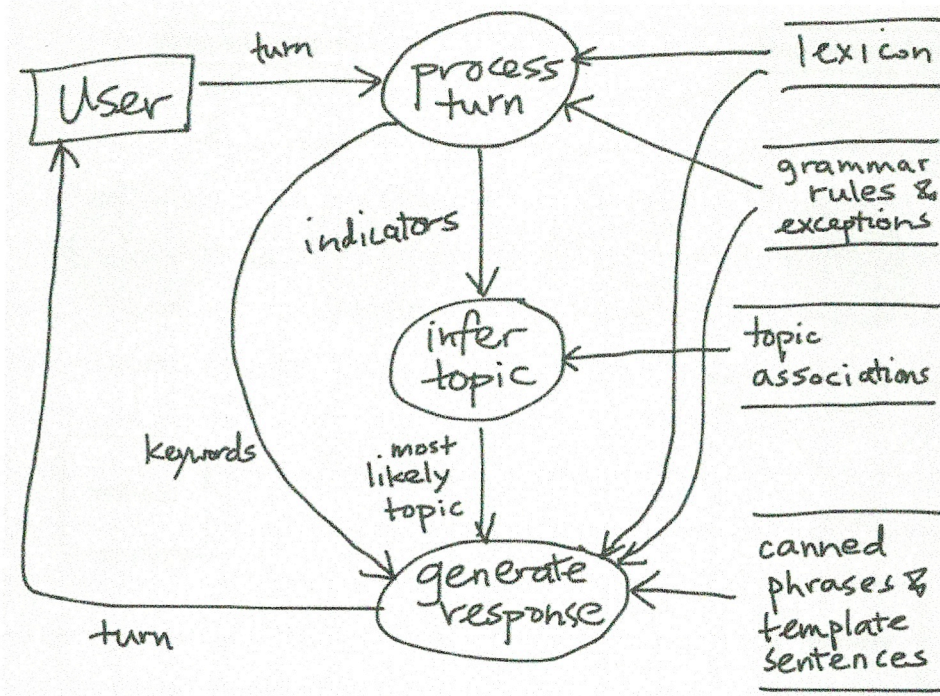 turn
User
process
turn
lexicon
grammar
rules &
exceptions
indicators
infer
topic
topic
associations
keywords
most
likely
topic
generate
response
canned
phrases &
template
sentences
turn